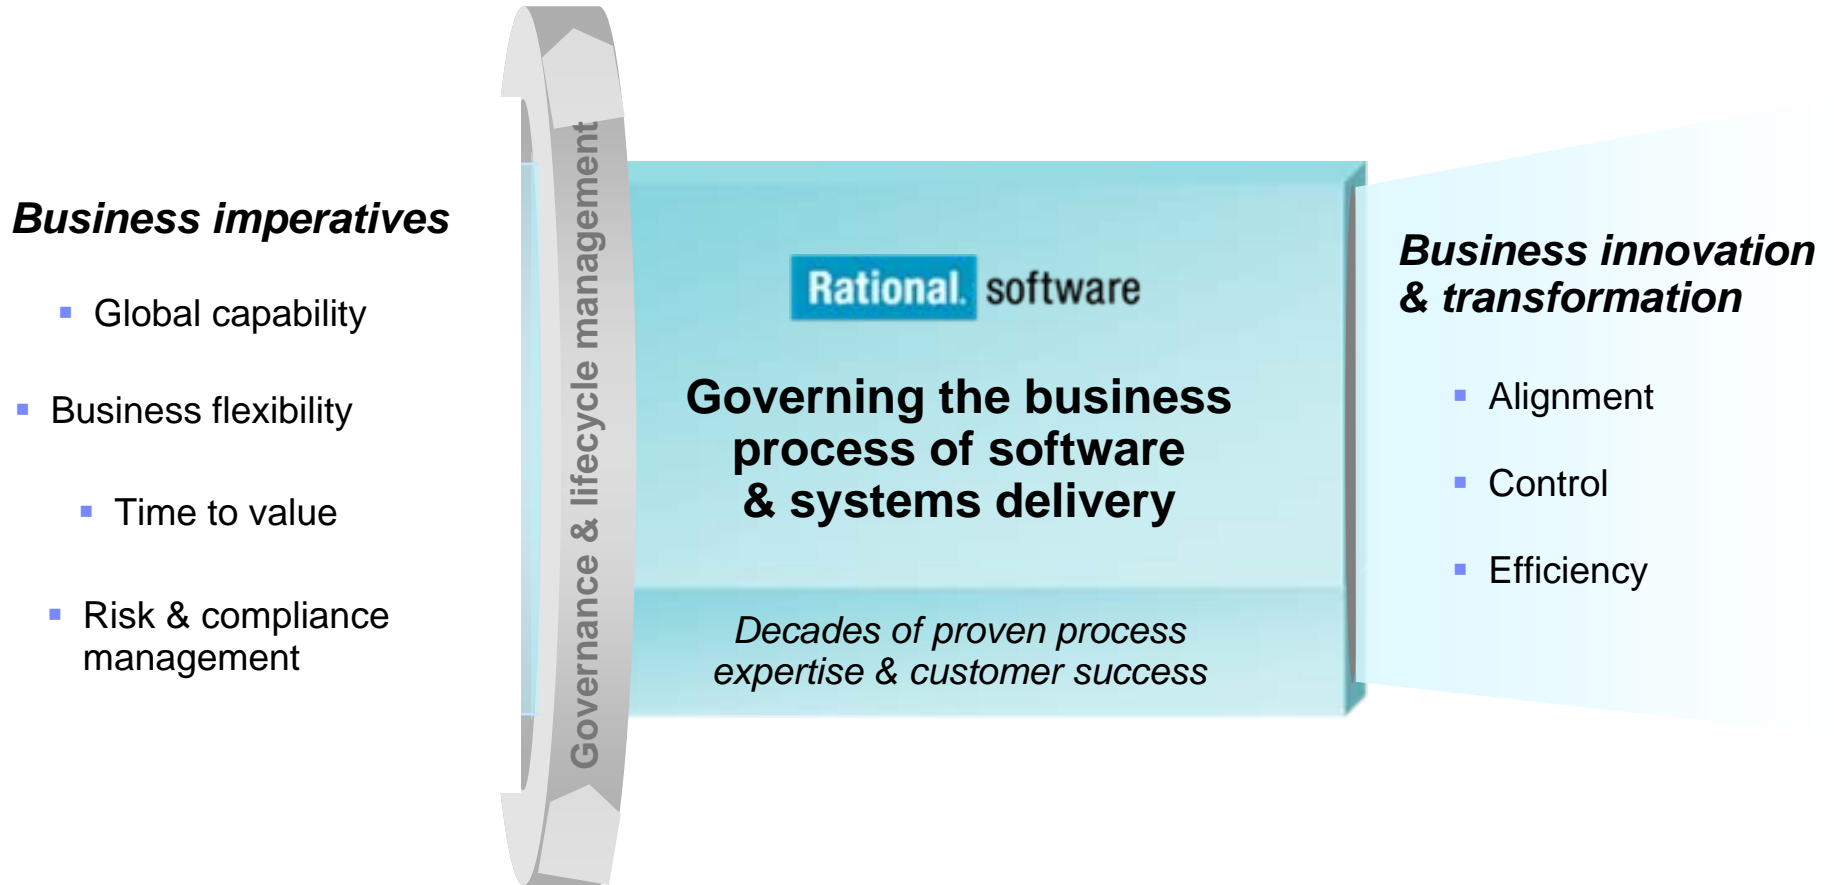 Business imperatives
Global capability
Business flexibility
Time to value
Risk & compliance
management
Governance & lifecycle management
Rational. software
Governing the business
process of software
& systems delivery
Decades of proven process
expertise & customer success
Business innovation
& transformation
Alignment
Control
Efficiency